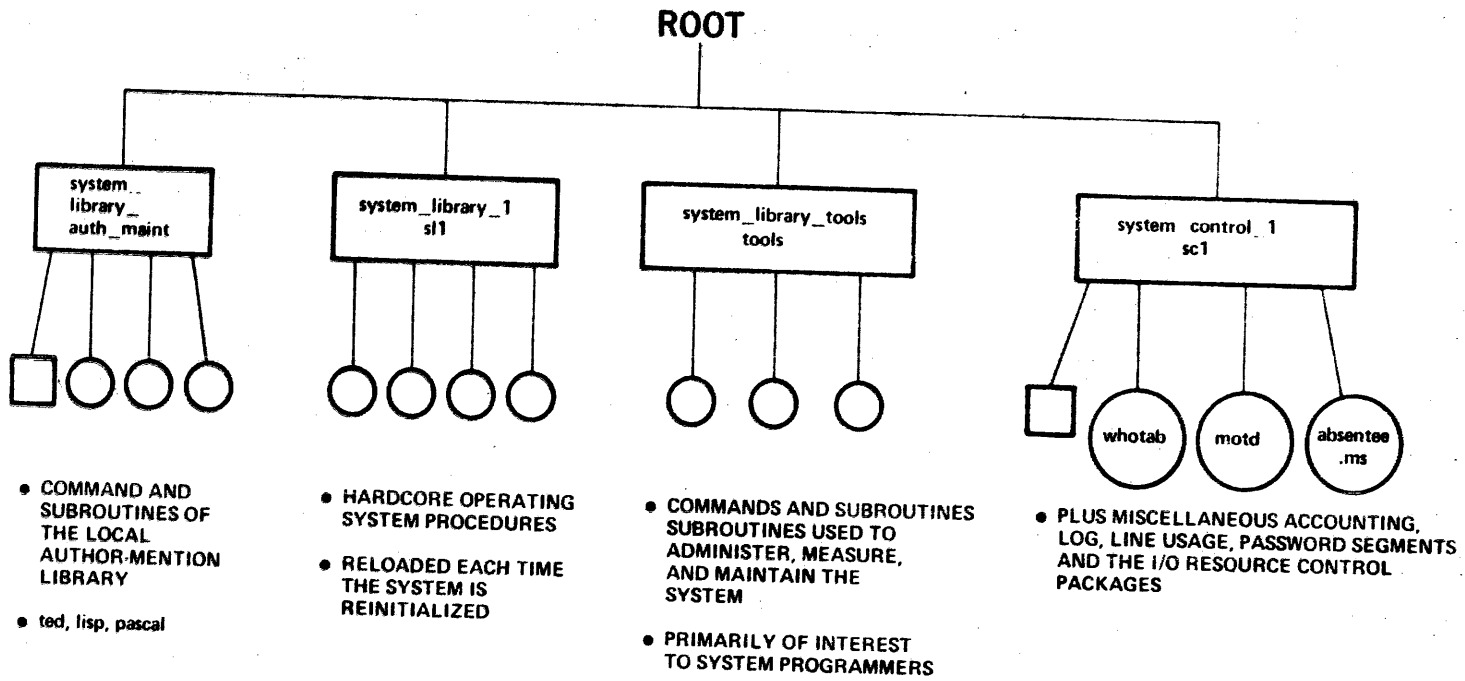 ROOT
system_
library_
auth_maint
system_library_1
sl1
system_library_tools
tools
system control 1
sc1
whotab
motd
absentee
.ms
• COMMAND AND
SUBROUTINES OF
THE LOCAL
AUTHOR-MENTION
LIBRARY
• ted, lisp, pascal
• HARDCORE OPERATING
SYSTEM PROCEDURES
• RELOADED EACH TIME
THE SYSTEM IS
REINITIALIZED
• COMMANDS AND SUBROUTINES
SUBROUTINES USED TO
ADMINISTER, MEASURE,
AND MAINTAIN THE
SYSTEM
• PRIMARILY OF INTEREST
TO SYSTEM PROGRAMMERS
• PLUS MISCELLANEOUS ACCOUNTING,
LOG, LINE USAGE, PASSWORD SEGMENTS
AND THE I/O RESOURCE CONTROL
PACKAGES